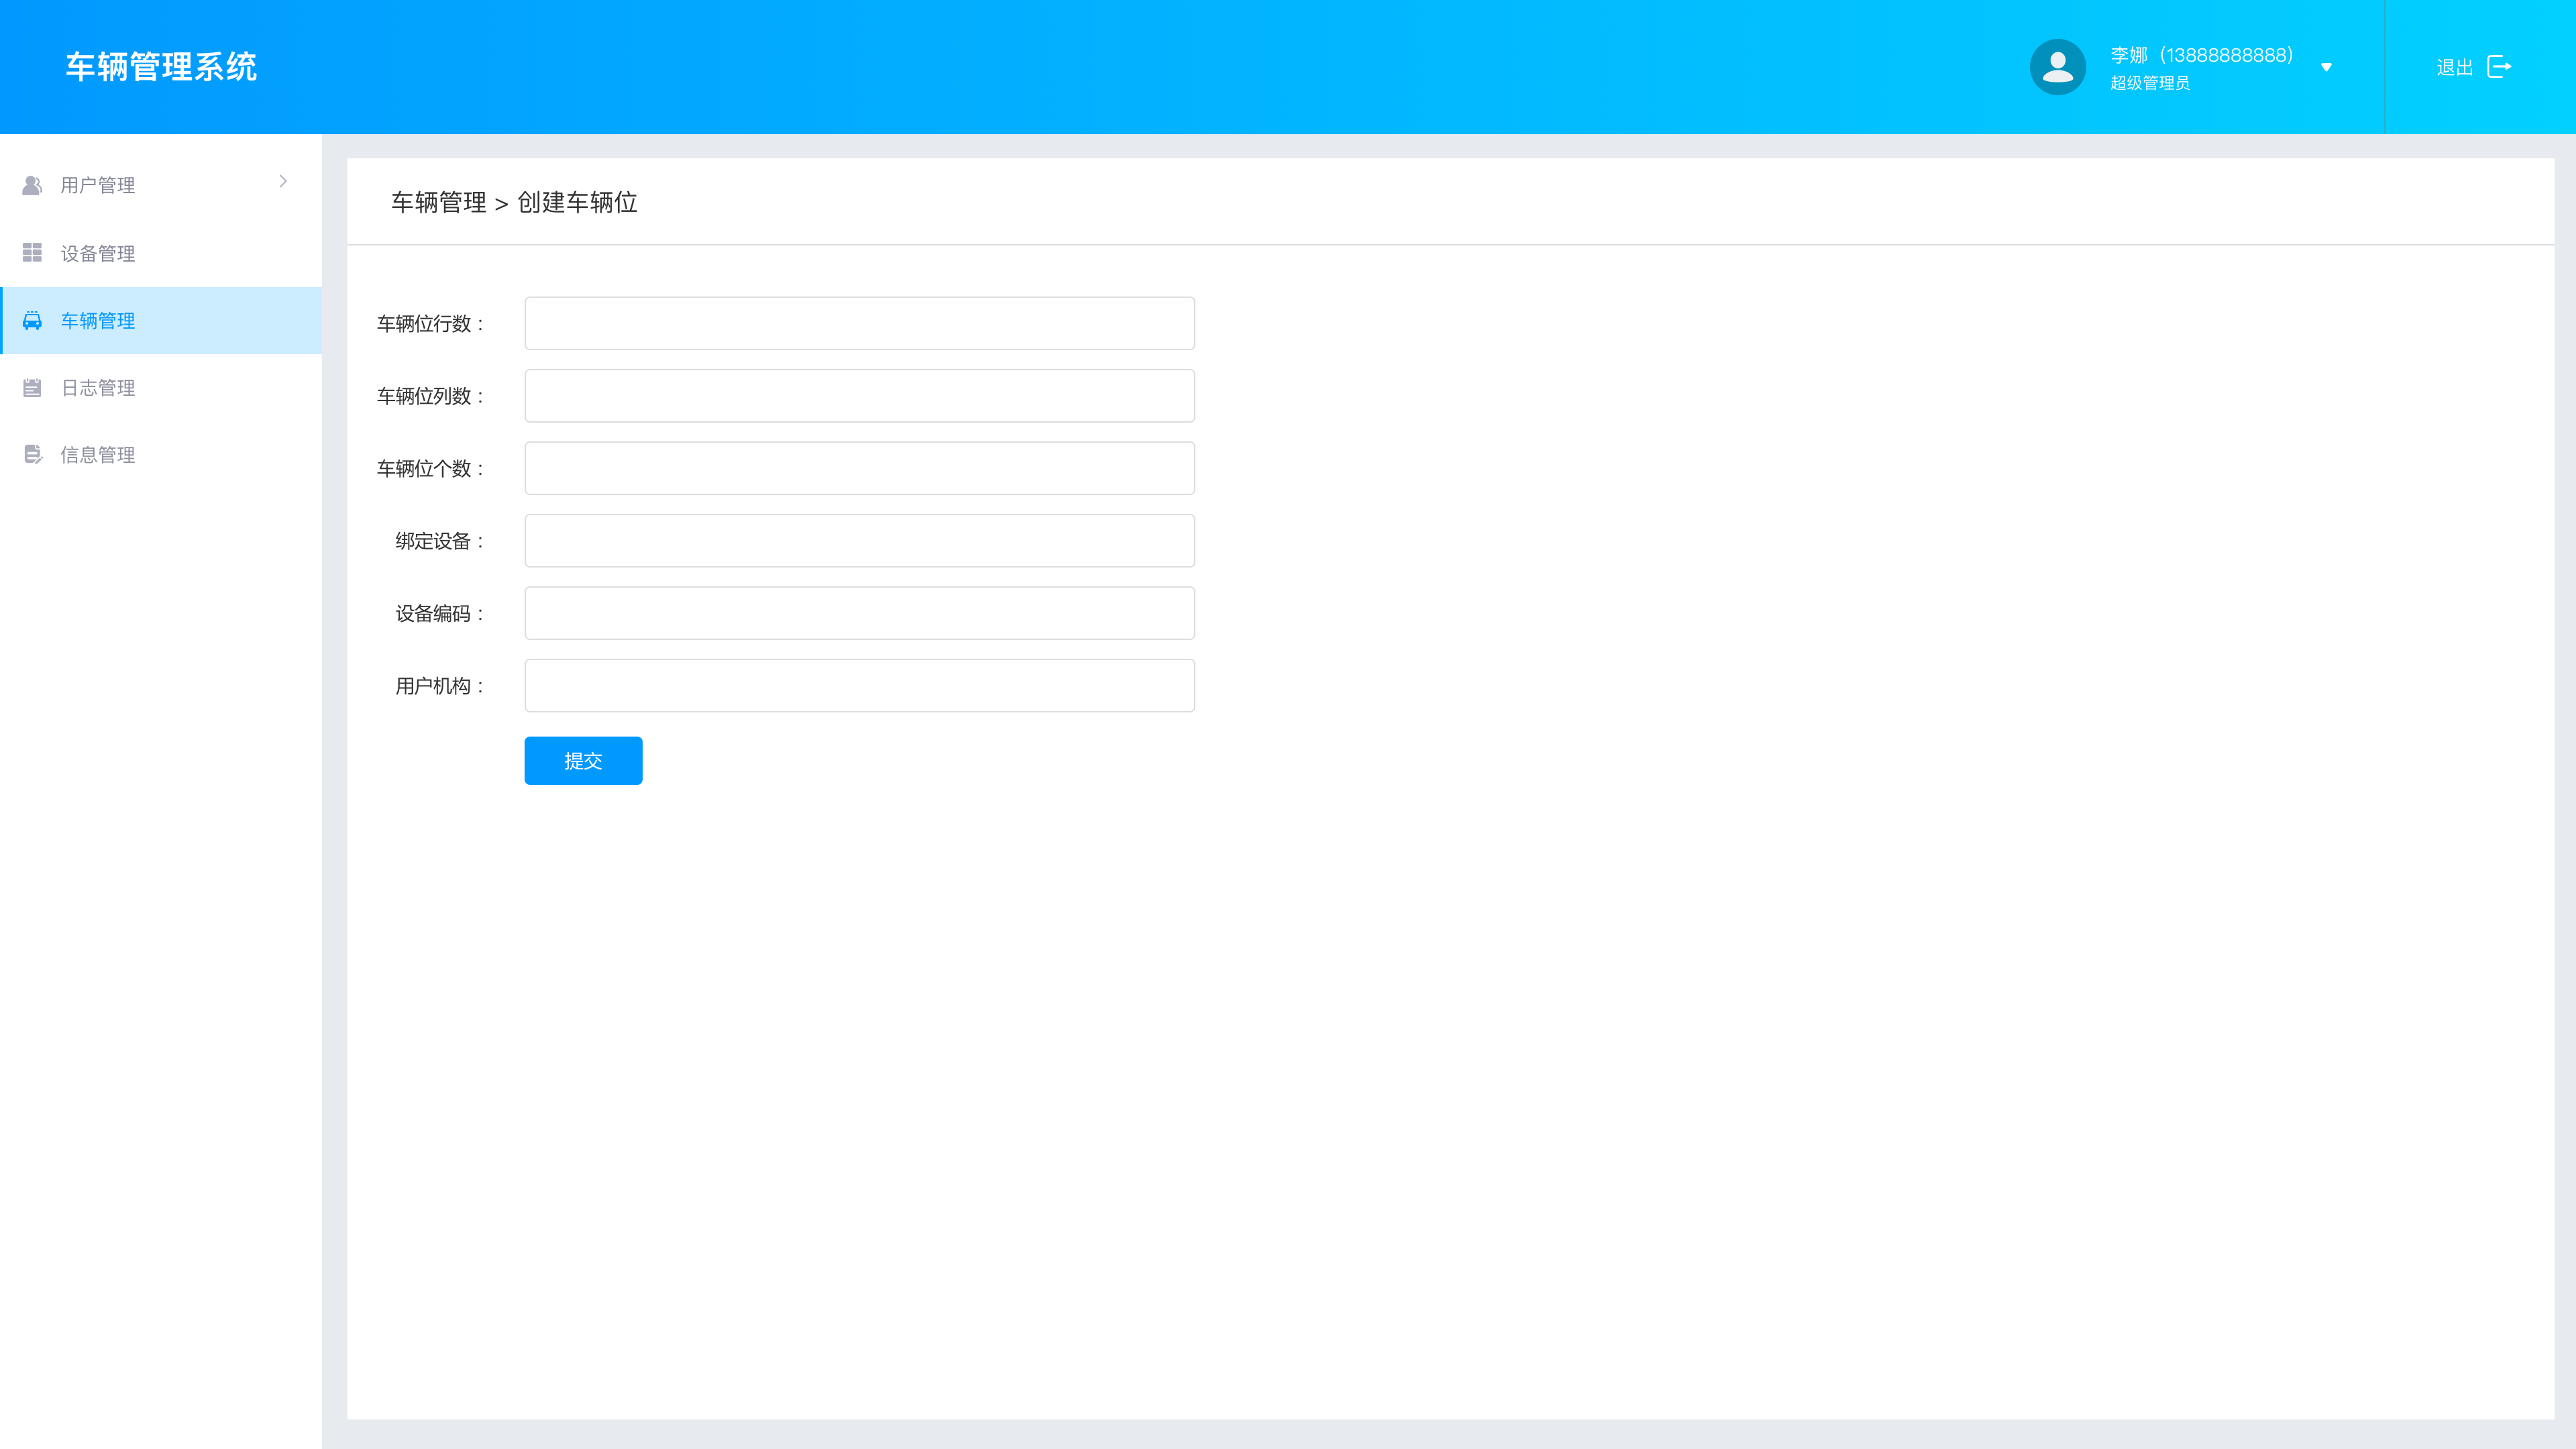 车辆管理系统
李娜（13888888888）
超级管理员
退出
用户管理
设备管理
车辆管理
日志管理
信息管理
车辆管理 > 创建车辆位
车辆位行数：
车辆位列数：
车辆位个数：
绑定设备：
设备编码：
用户机构：
提交